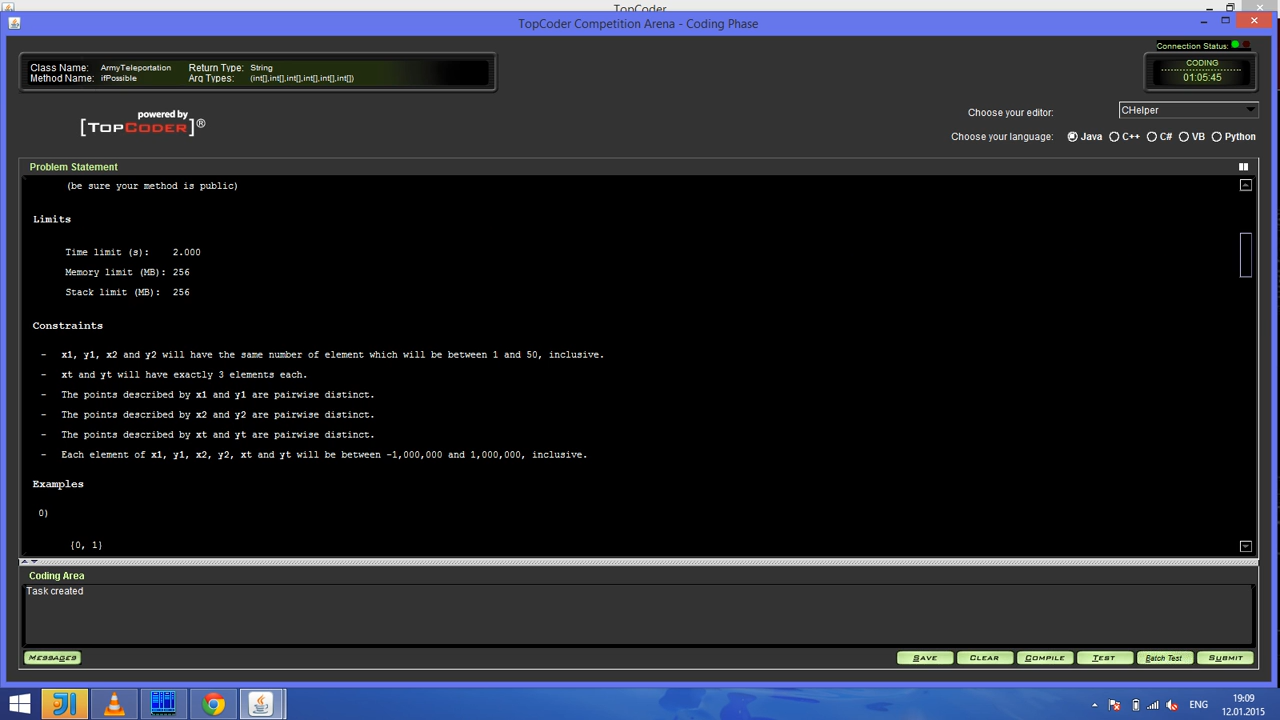 TopCoder
TopCoder Competition Arena - Coding Phase
Connection Status:
Class Name: ArmyTeleportation Return Type: String
Method Name: ifPossible Arg Types: (int[],int[],int[],int[],int[],int[])
CODING
01:05:45
powered by
[TOPCODER]®
Choose your editor: CHelper
Choose your language: Java C++ C# VB Python
Problem Statement
(be sure your method is public)
Limits
Time limit (s): 2.000
Memory limit (MB): 256
Stack limit (MB): 256
Constraints
- x1, y1, x2 and y2 will have the same number of element which will be between 1 and 50, inclusive.
- xt and yt will have exactly 3 elements each.
- The points described by x1 and y1 are pairwise distinct.
- The points described by x2 and y2 are pairwise distinct.
- The points described by xt and yt are pairwise distinct.
- Each element of x1, y1, x2, y2, xt and yt will be between -1,000,000 and 1,000,000, inclusive.
Examples
0)
{0, 1}
Coding Area
Task created
MESSAGES SAVE CLEAR COMPILE TEST Batch Test SUBMIT
ENG
19:09
12.01.2015